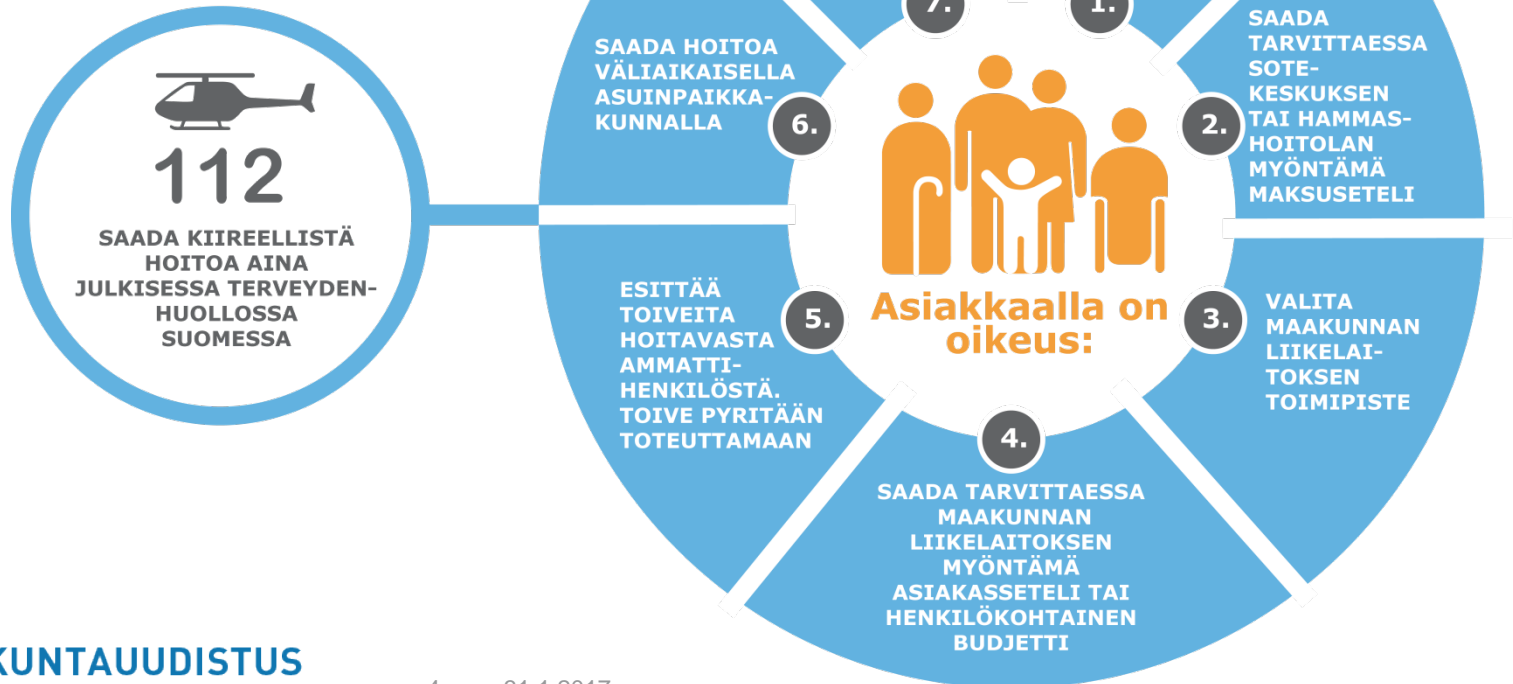 7.
1.
SAADA
TARVITTAESSA
SOTE-
KESKUKSEN
TAI HAMMAS-
HOITOLAN
MYÖNTÄMÄ
MAKSUSETELI
2.
SAADA HOITOA
VÄLIAIKAISELLA
ASUINPAIKKA-
KUNNALLA
6.
112
SAADA KIIREELLISTÄ
HOITOA AINA
JULKISESSA TERVEYDEN-
HUOLLOSSA
SUOMESSA
ESITTÄÄ
TOIVEITA
HOITAVASTA
AMMATTI-
HENKILÖSTÄ.
TOIVE PYRITÄÄN
TOTEUTTAMAAN
5.
Asiakkaalla on
oikeus:
3.
VALITA
MAAKUNNAN
LIIKELAI-
TOKSEN
TOIMIPISTE
4.
SAADA TARVITTAESSA
MAAKUNNAN
LIIKELAITOKSEN
MYÖNTÄMÄ
ASIAKASSETELI TAI
HENKILÖKOHTAINEN
BUDJETTI
KUNTAUUDISTUS